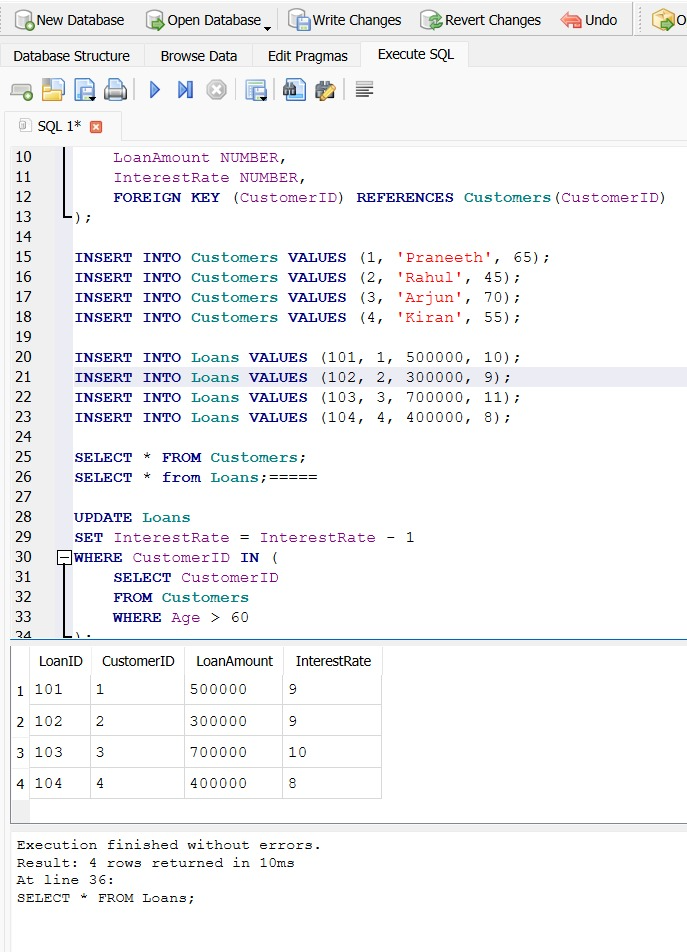 New Database Open Database Write Changes Revert Changes Undo
Database Structure Browse Data Edit Pragmas Execute SQL
SQL 1*
10 LoanAmount NUMBER,
11 InterestRate NUMBER,
12 FOREIGN KEY (CustomerID) REFERENCES Customers(CustomerID)
13 );
14
15 INSERT INTO Customers VALUES (1, 'Praneeth', 65);
16 INSERT INTO Customers VALUES (2, 'Rahul', 45);
17 INSERT INTO Customers VALUES (3, 'Arjun', 70);
18 INSERT INTO Customers VALUES (4, 'Kiran', 55);
19
20 INSERT INTO Loans VALUES (101, 1, 500000, 10);
21 INSERT INTO Loans VALUES (102, 2, 300000, 9);
22 INSERT INTO Loans VALUES (103, 3, 700000, 11);
23 INSERT INTO Loans VALUES (104, 4, 400000, 8);
24
25 SELECT * FROM Customers;
26 SELECT * from Loans;=====
27
28 UPDATE Loans
29 SET InterestRate = InterestRate - 1
30 WHERE CustomerID IN (
31 SELECT CustomerID
32 FROM Customers
33 WHERE Age > 60
34 );
LoanID CustomerID LoanAmount InterestRate
1 101 1 500000 9
2 102 2 300000 9
3 103 3 700000 10
4 104 4 400000 8
Execution finished without errors.
Result: 4 rows returned in 10ms
At line 36:
SELECT * FROM Loans;